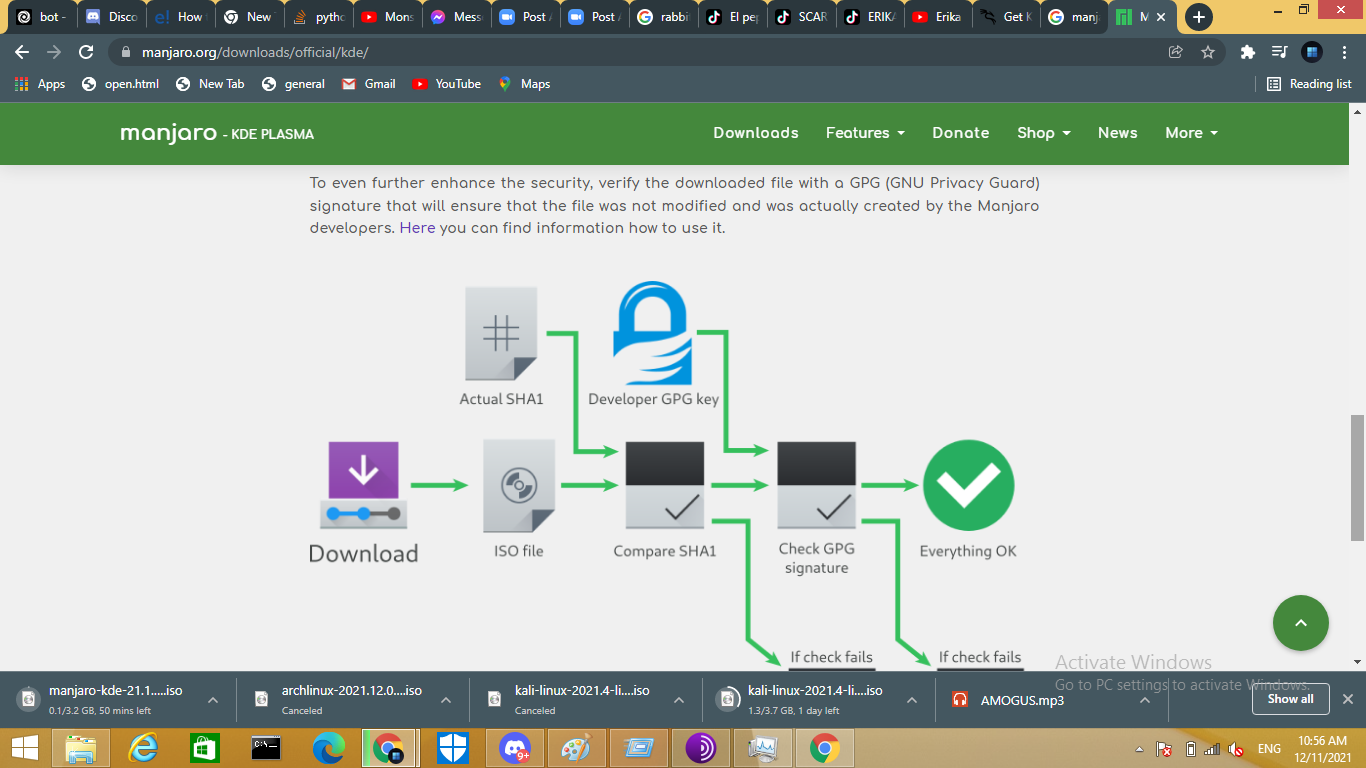 bot -
Disco
How
New
pytho
Mons
Mess
Post
Post
rabbi
El pe
SCAR
ERIK
Erika
Get K
manj
M
manjaro.org/downloads/official/kde/
Apps
open.html
New Tab
general
Gmail
YouTube
Maps
Reading list
manjaro - KDE PLASMA
Downloads
Features
Donate
Shop
News
More
To even further enhance the security, verify the downloaded file with a GPG (GNU Privacy Guard)
signature that will ensure that the file was not modified and was actually created by the Manjaro
developers. Here you can find information how to use it.
Actual SHA1
Developer GPG key
Download
ISO file
Compare SHA1
Check GPG
signature
Everything OK
If check fails
If check fails
Activate Windows
Go to PC settings to activate Windows.
manjaro-kde-21.1.....iso
0.1/3.2 GB, 50 mins left
archlinux-2021.12.0....iso
Canceled
kali-linux-2021.4-li....iso
Canceled
kali-linux-2021.4-li....iso
1.3/3.7 GB, 1 day left
AMOGUS.mp3
Show all
C:\_
9+
ENG
10:56 AM
12/11/2021